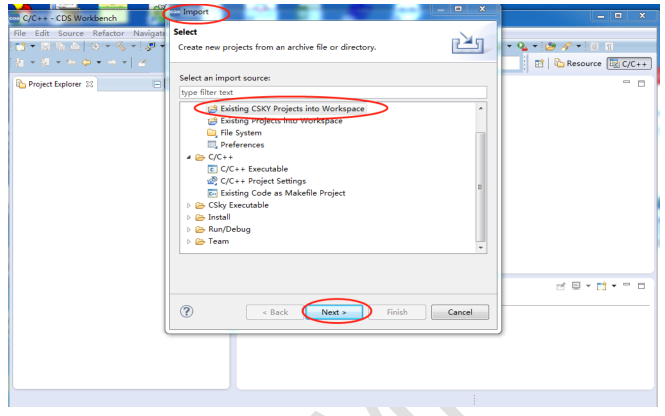 C/C++ - CDS Workbench
Import
File Edit Source Refactor Navigate
Select
Create new projects from an archive file or directory.
Resource C/C++
Project Explorer
Select an import source:
type filter text
Existing CSKY Projects into Workspace
Existing Projects into Workspace
File System
Preferences
C/C++
C/C++ Executable
C/C++ Project Settings
Existing Code as Makefile Project
CSky Executable
Install
Run/Debug
Team
< Back Next > Finish Cancel